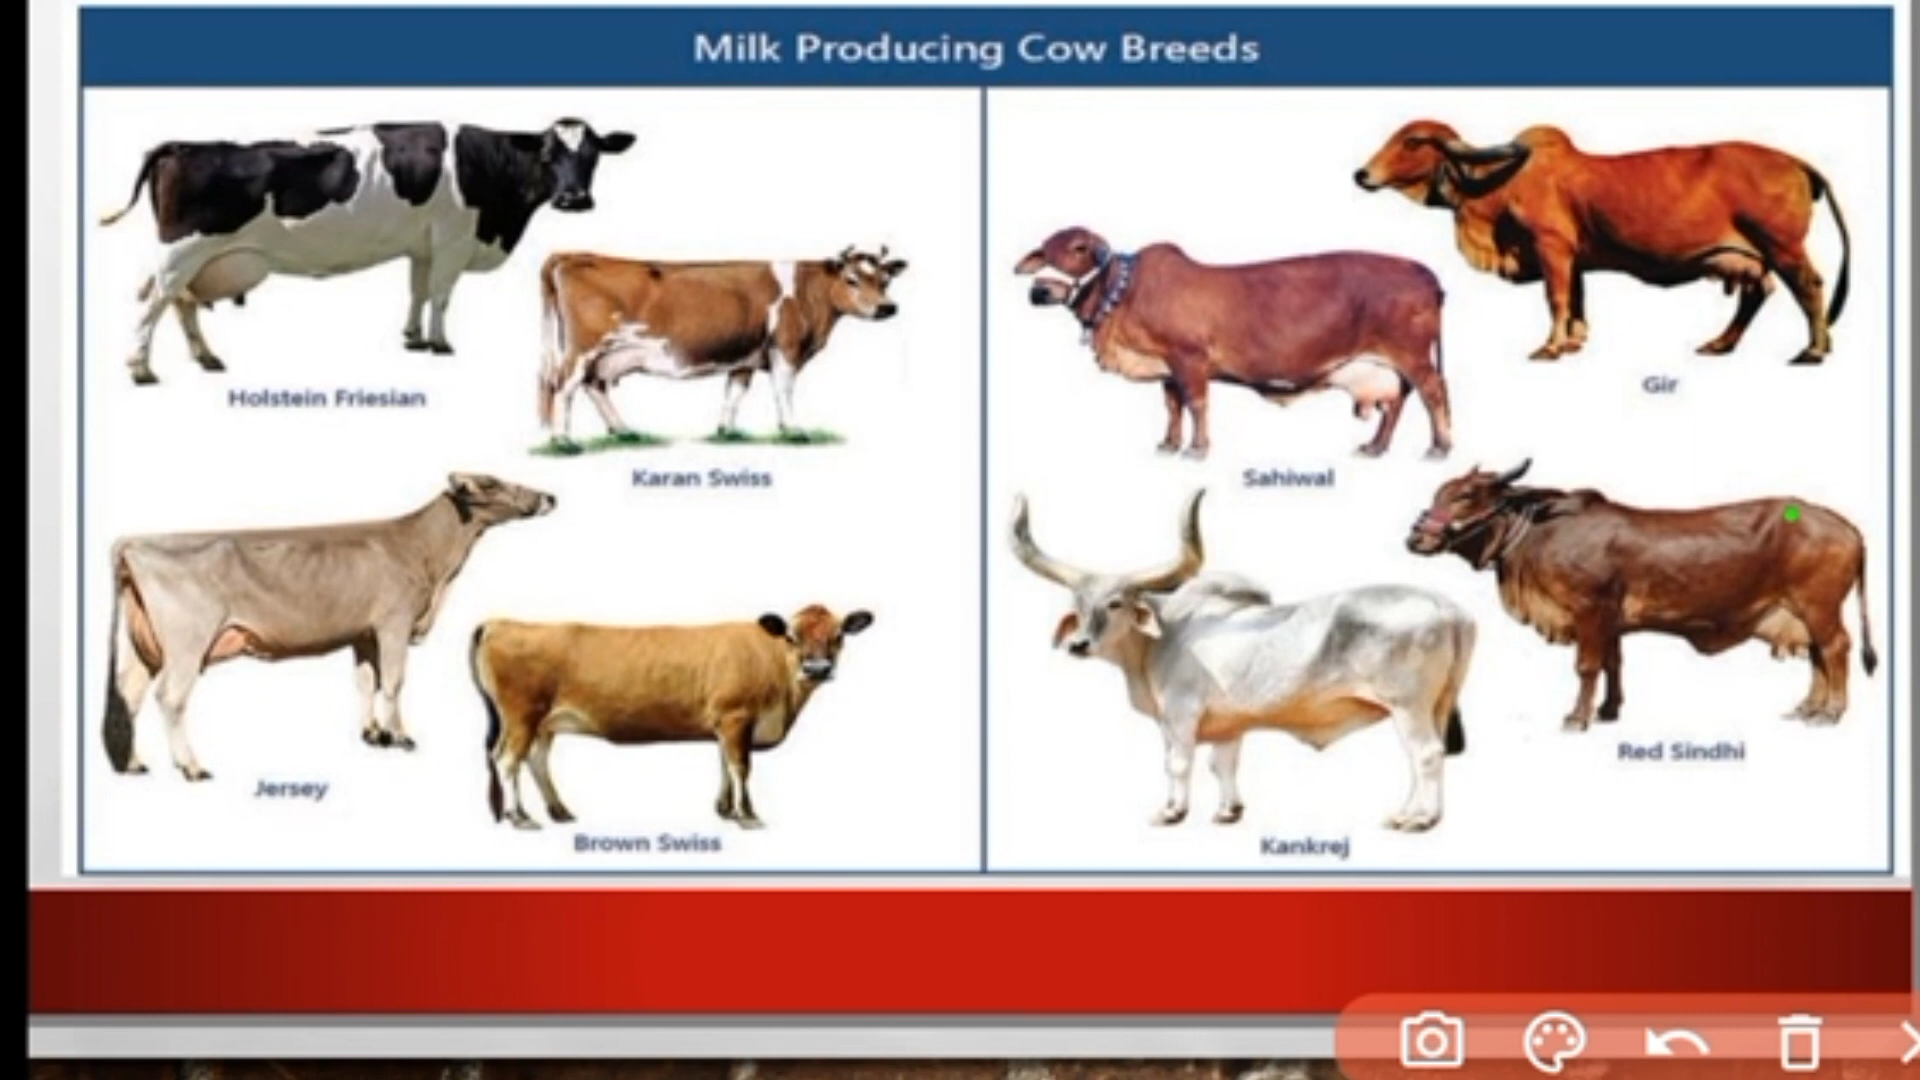 Milk Producing Cow Breeds
Holstein Friesian
Karan Swiss
Jersey
Brown Swiss
Gir
Sahiwal
Red Sindhi
Kankrej